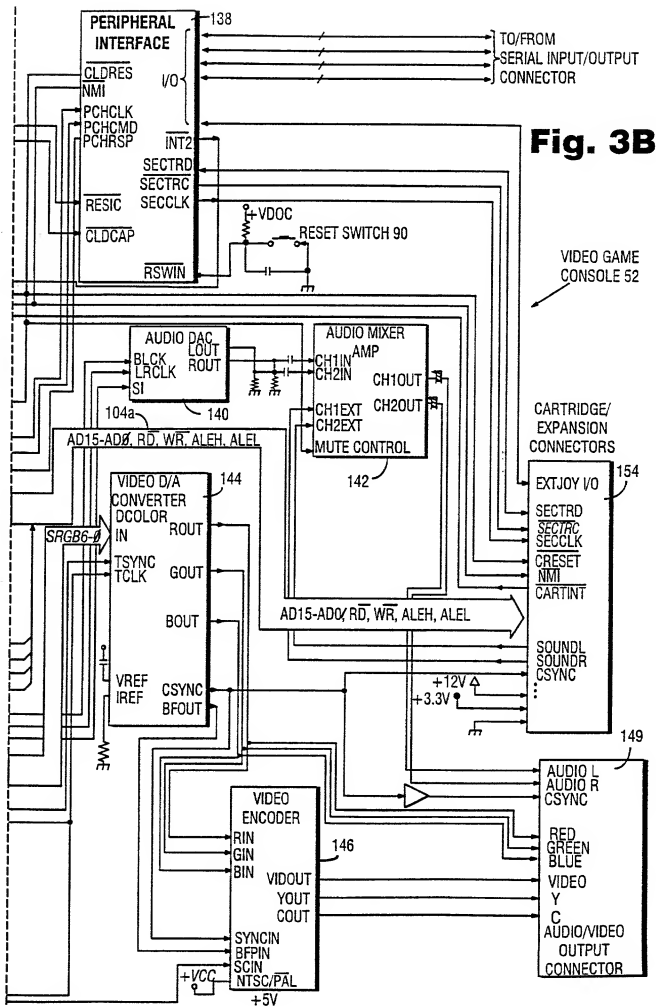 PERIPHERAL
INTERFACE
138
I/O
TO/FROM
SERIAL INPUT/OUTPUT
CONNECTOR
CLDRES
NMI
PCHCLK
PCHCMD
PCHRSP
INT2
SECTRD
SECTRC
SECCLK
RESIC
CLDCAP
RSWIN
Fig. 3B
+VDOC
RESET SWITCH 90
VIDEO GAME
CONSOLE 52
AUDIO DAC
LOUT
ROUT
BLCK
LRCLK
SI
140
AUDIO MIXER
AMP
CH1IN
CH2IN
CH1OUT
CH2OUT
CH1EXT
CH2EXT
MUTE CONTROL
142
104a
AD15-AD0, RD, WR, ALEH, ALEL
CARTRIDGE/
EXPANSION
CONNECTORS
154
EXTJOY I/O
SECTRD
SECTRC
SECCLK
CRESET
NMI
CARTINT
SOUNDL
SOUNDR
CSYNC
+12V
+3.3V
VIDEO D/A
CONVERTER
144
DCOLOR
IN
SRGB6-0
TSYNC
TCLK
ROUT
GOUT
BOUT
VREF
IREF
CSYNC
BFOUT
AD15-AD0, RD, WR, ALEH, ALEL
149
AUDIO L
AUDIO R
CSYNC
RED
GREEN
BLUE
VIDEO
Y
C
AUDIO/VIDEO
OUTPUT
CONNECTOR
VIDEO
ENCODER
146
RIN
GIN
BIN
VIDOUT
YOUT
COUT
SYNCIN
BFPIN
SCIN
NTSC/PAL
+VCC
+5V